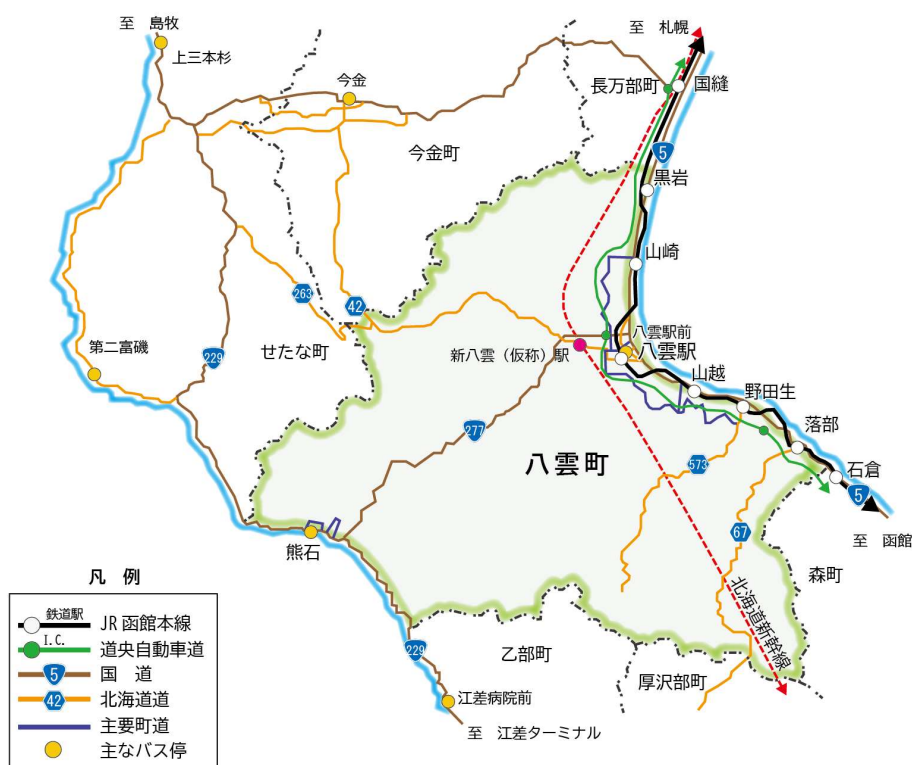 至 島牧
上三本杉
今金
今金町
至 札幌
長万部町
国縫
5
黒岩
山崎
263
42
せたな町
第二富磯
229
新八雲（仮称）駅
八雲駅前
八雲駅
山越
野田生
落部
石倉
5
至 函館
277
八雲町
573
67
熊石
森町
北海道新幹線
乙部町
厚沢部町
229
江差病院前
至 江差ターミナル
凡 例
鉄道駅
JR函館本線
I.C.
道央自動車道
5
国 道
42
北海道道
主要町道
主なバス停